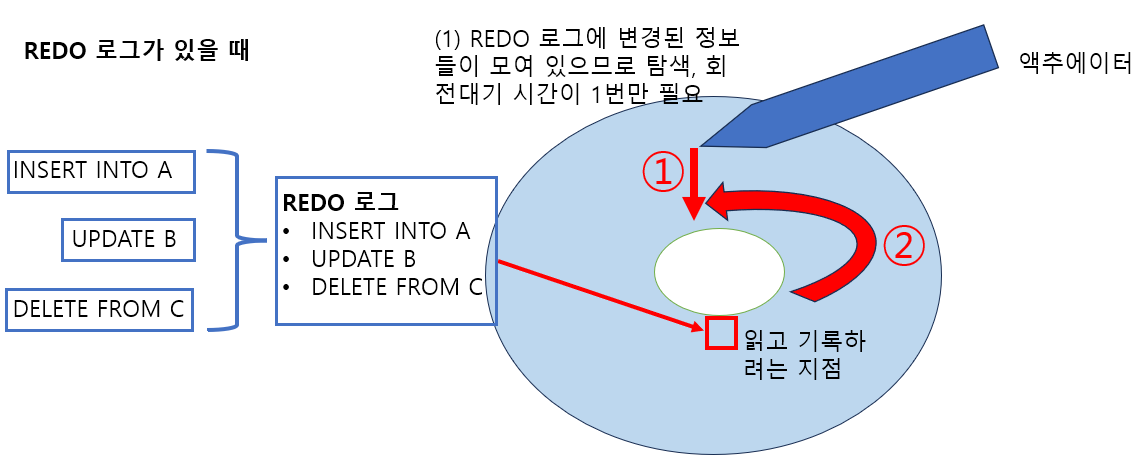 REDO 로그가 있을 때
(1) REDO 로그에 변경된 정보
들이 모여 있으므로 탐색, 회
전대기 시간이 1번만 필요
액추에이터
INSERT INTO A
UPDATE B
DELETE FROM C
REDO 로그
• INSERT INTO A
• UPDATE B
• DELETE FROM C
①
②
읽고 기록하
려는 지점